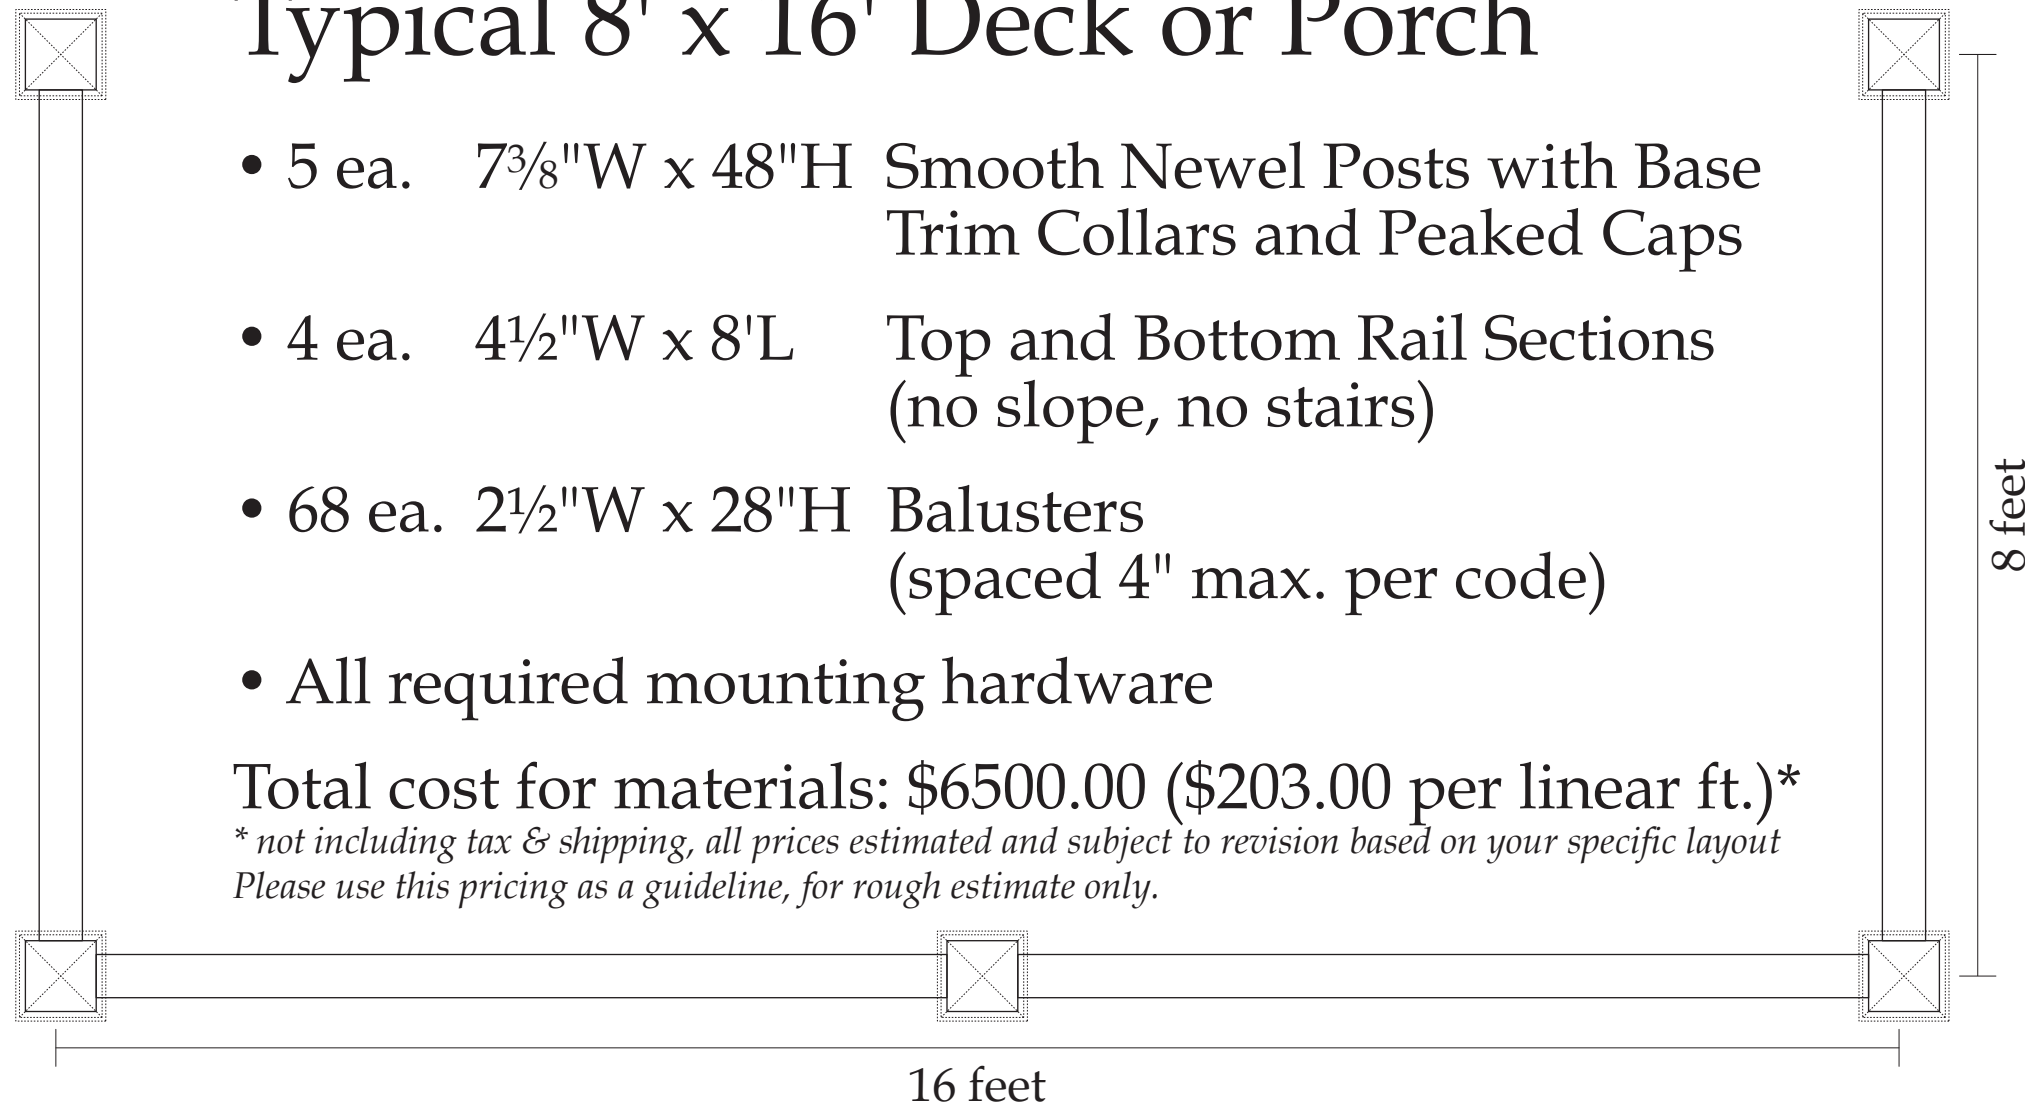 Typical 8' x 16' Deck or Porch
• 5 ea. 7⅜"W x 48"H Smooth Newel Posts with Base
Trim Collars and Peaked Caps
• 4 ea. 4½"W x 8'L Top and Bottom Rail Sections
(no slope, no stairs)
• 68 ea. 2½"W x 28"H Balusters
(spaced 4" max. per code)
• All required mounting hardware
8 feet
Total cost for materials: $6500.00 ($203.00 per linear ft.)*
* not including tax & shipping, all prices estimated and subject to revision based on your specific layout
Please use this pricing as a guideline, for rough estimate only.
16 feet